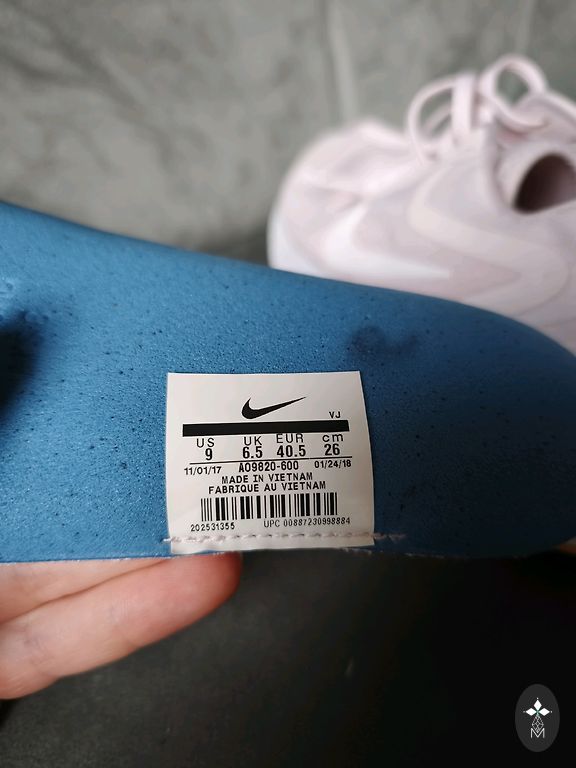 VJ
US UK EUR cm
9 6.5 40.5 26
11/01/17 AO9820-600 01/24/18
MADE IN VIETNAM
FABRIQUE AU VIETNAM
202531355 UPC 00887230998884
M